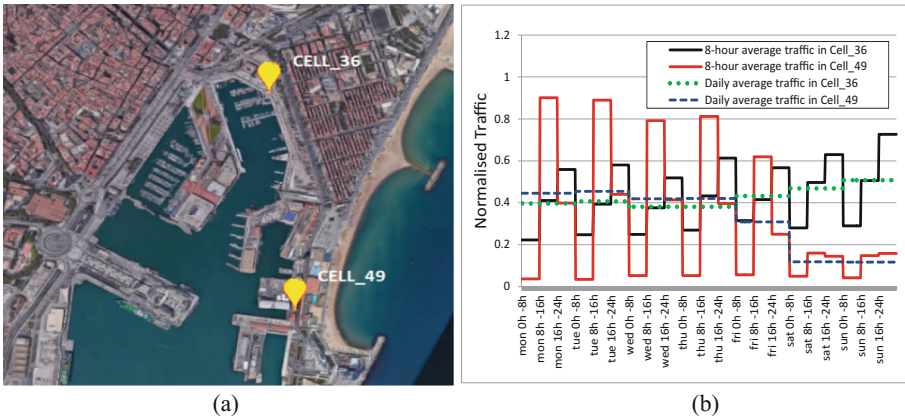 CELL_36
CELL_49
(a)
(b)
Normalised Traffic
1.2
1
0.8
0.6
0.4
0.2
0
8-hour average traffic in Cell_36
8-hour average traffic in Cell_49
Daily average traffic in Cell_36
Daily average traffic in Cell_49
mon 0h -8h
mon 8h -16h
mon 16h -24h
tue 0h -8h
tue 8h -16h
tue 16h -24h
wed 0h -8h
wed 8h -16h
wed 16h -24h
thu 0h -8h
thu 8h -16h
thu 16h -24h
fri 0h -8h
fri 8h -16h
fri 16h -24h
sat 0h -8h
sat 8h -16h
sat 16h -24h
sun 0h -8h
sun 8h -16h
sun 16h -24h